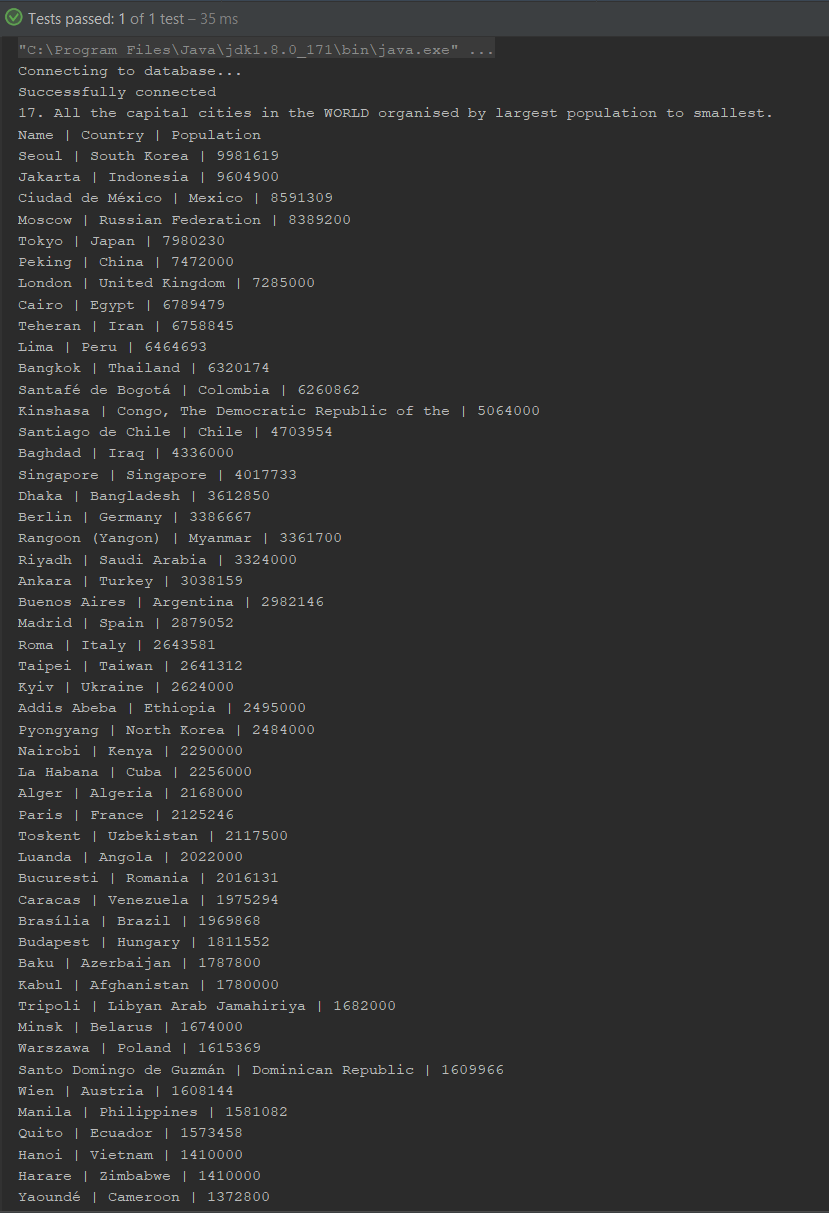 Tests passed: 1 of 1 test – 35 ms
"C:\Program Files\Java\jdk1.8.0_171\bin\java.exe" ...
Connecting to database...
Successfully connected
17. All the capital cities in the WORLD organised by largest population to smallest.
Name | Country | Population
Seoul | South Korea | 9981619
Jakarta | Indonesia | 9604900
Ciudad de México | Mexico | 8591309
Moscow | Russian Federation | 8389200
Tokyo | Japan | 7980230
Peking | China | 7472000
London | United Kingdom | 7285000
Cairo | Egypt | 6789479
Teheran | Iran | 6758845
Lima | Peru | 6464693
Bangkok | Thailand | 6320174
Santafé de Bogotá | Colombia | 6260862
Kinshasa | Congo, The Democratic Republic of the | 5064000
Santiago de Chile | Chile | 4703954
Baghdad | Iraq | 4336000
Singapore | Singapore | 4017733
Dhaka | Bangladesh | 3612850
Berlin | Germany | 3386667
Rangoon (Yangon) | Myanmar | 3361700
Riyadh | Saudi Arabia | 3324000
Ankara | Turkey | 3038159
Buenos Aires | Argentina | 2982146
Madrid | Spain | 2879052
Roma | Italy | 2643581
Taipei | Taiwan | 2641312
Kyiv | Ukraine | 2624000
Addis Abeba | Ethiopia | 2495000
Pyongyang | North Korea | 2484000
Nairobi | Kenya | 2290000
La Habana | Cuba | 2256000
Alger | Algeria | 2168000
Paris | France | 2125246
Toskent | Uzbekistan | 2117500
Luanda | Angola | 2022000
Bucuresti | Romania | 2016131
Caracas | Venezuela | 1975294
Brasília | Brazil | 1969868
Budapest | Hungary | 1811552
Baku | Azerbaijan | 1787800
Kabul | Afghanistan | 1780000
Tripoli | Libyan Arab Jamahiriya | 1682000
Minsk | Belarus | 1674000
Warszawa | Poland | 1615369
Santo Domingo de Guzmán | Dominican Republic | 1609966
Wien | Austria | 1608144
Manila | Philippines | 1581082
Quito | Ecuador | 1573458
Hanoi | Vietnam | 1410000
Harare | Zimbabwe | 1410000
Yaoundé | Cameroon | 1372800